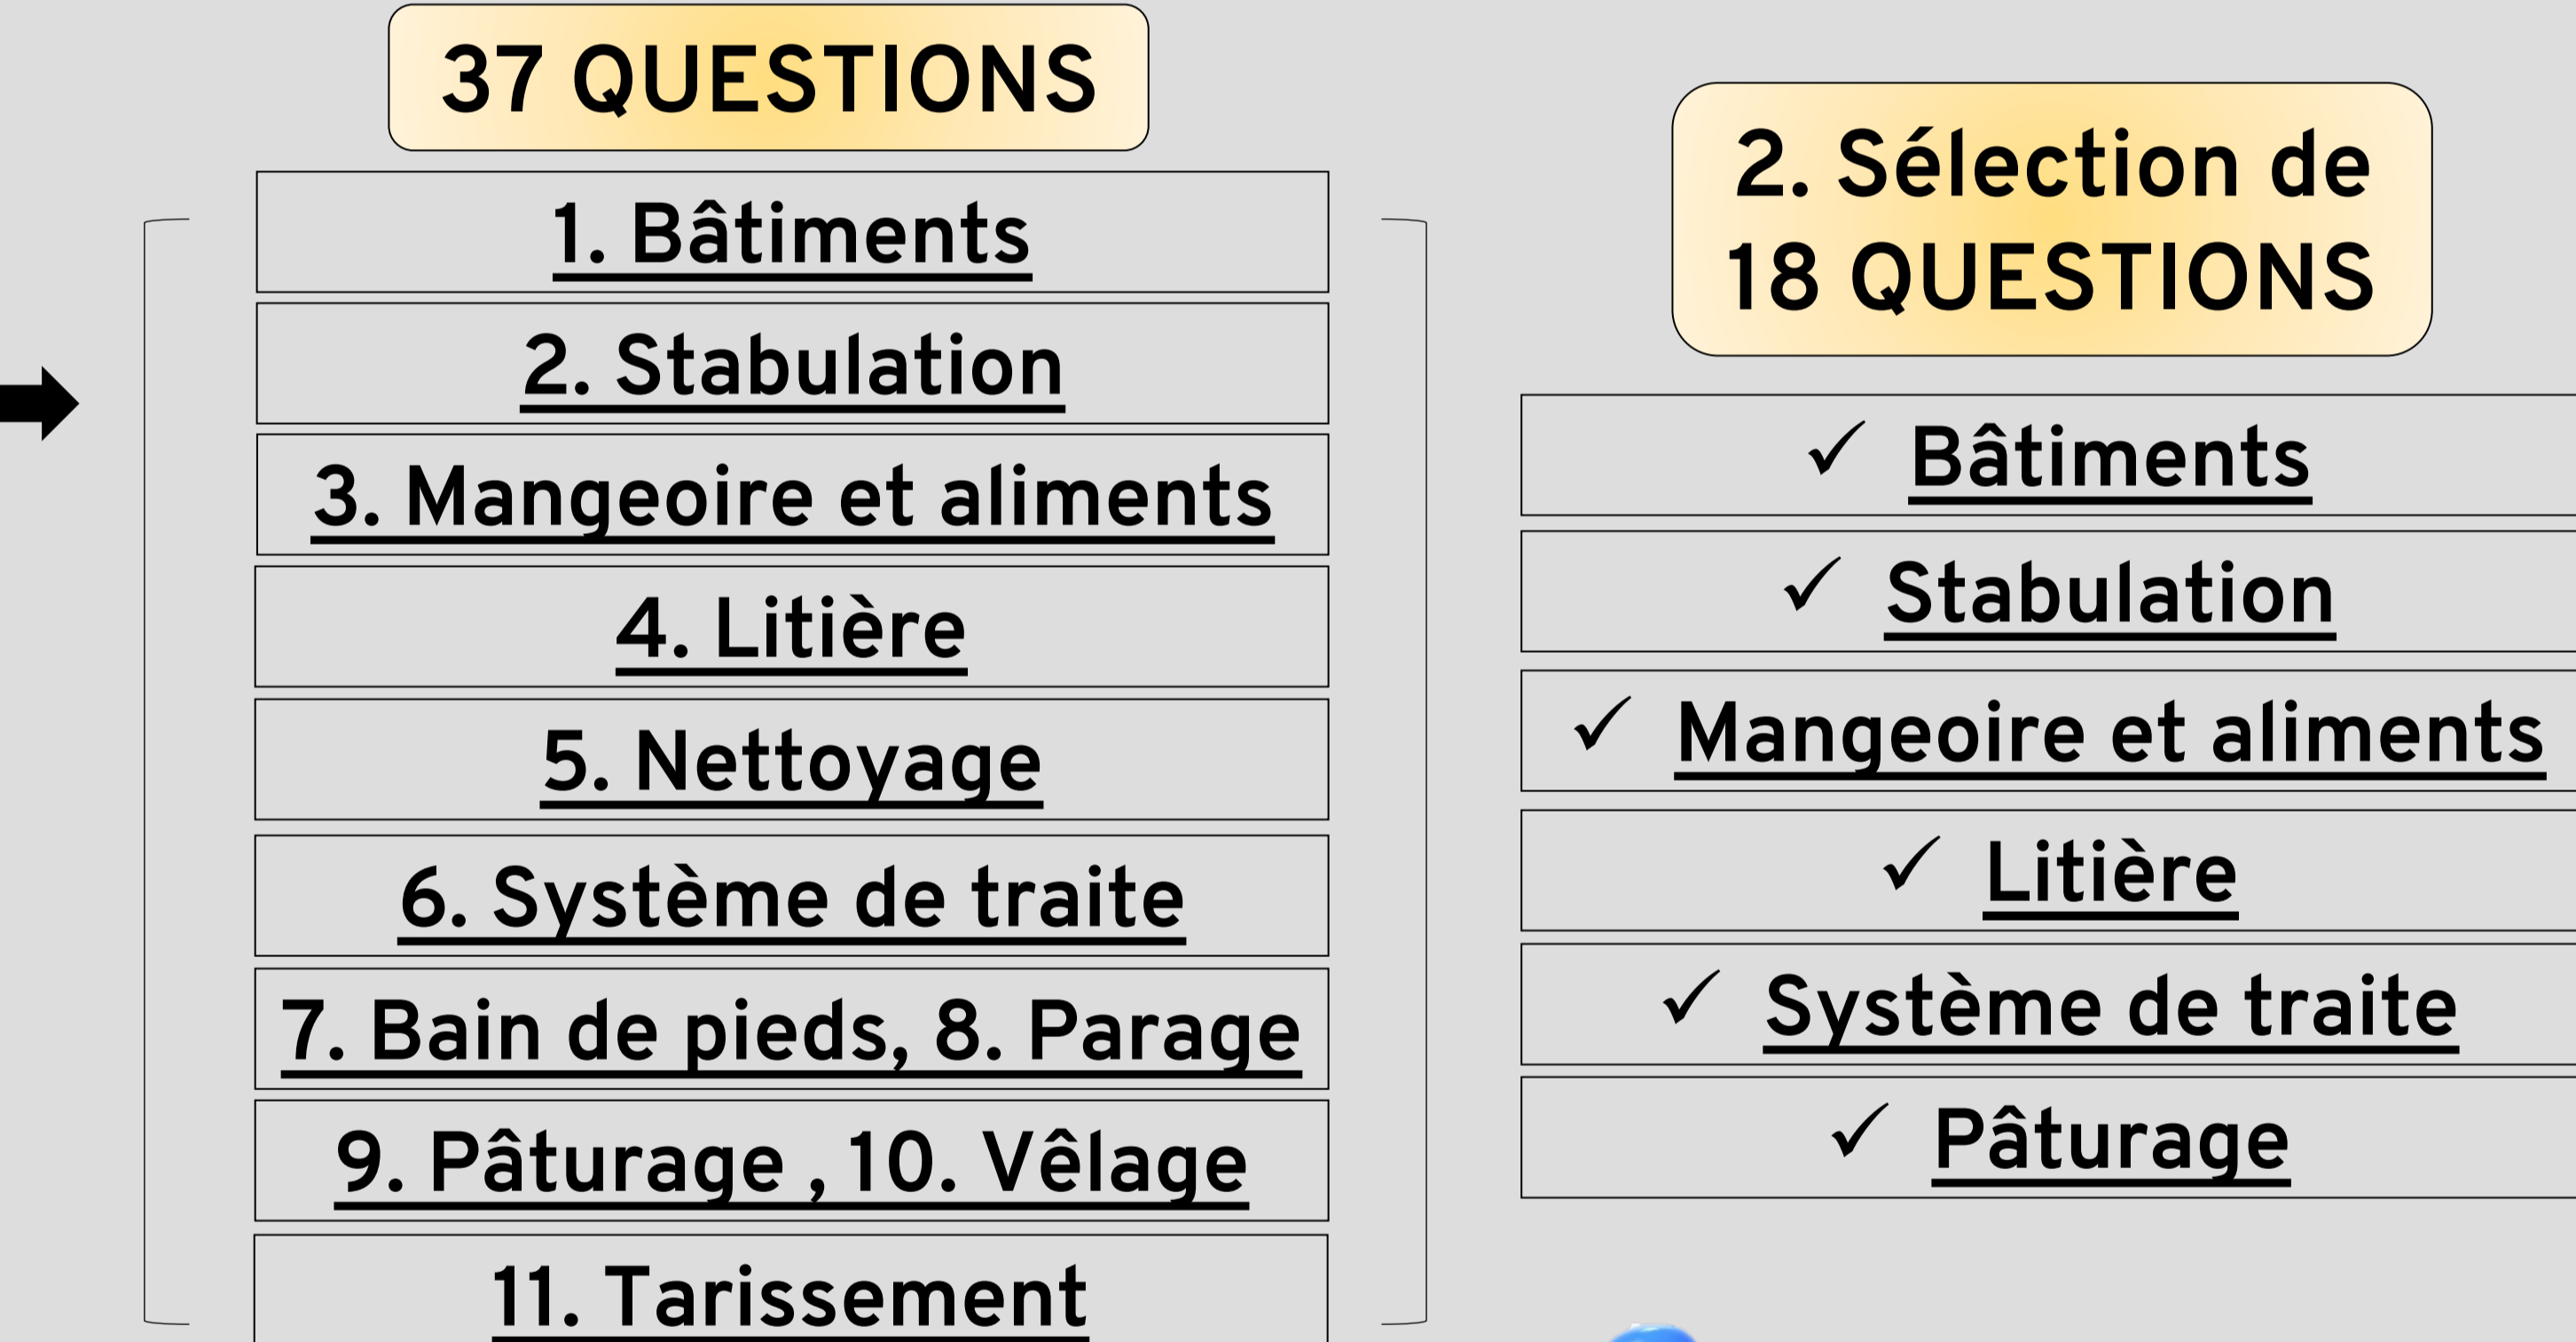 37 QUESTIONS
1. Bâtiments
2. Stabulation
3. Mangeoire et aliments
4. Litière
5. Nettoyage
6. Système de traite
7. Bain de pieds, 8. Parage
9. Pâturage , 10. Vêlage
11. Tarissement
2. Sélection de
18 QUESTIONS
✓ Bâtiments
✓ Stabulation
✓ Mangeoire et aliments
✓ Litière
✓ Système de traite
✓ Pâturage